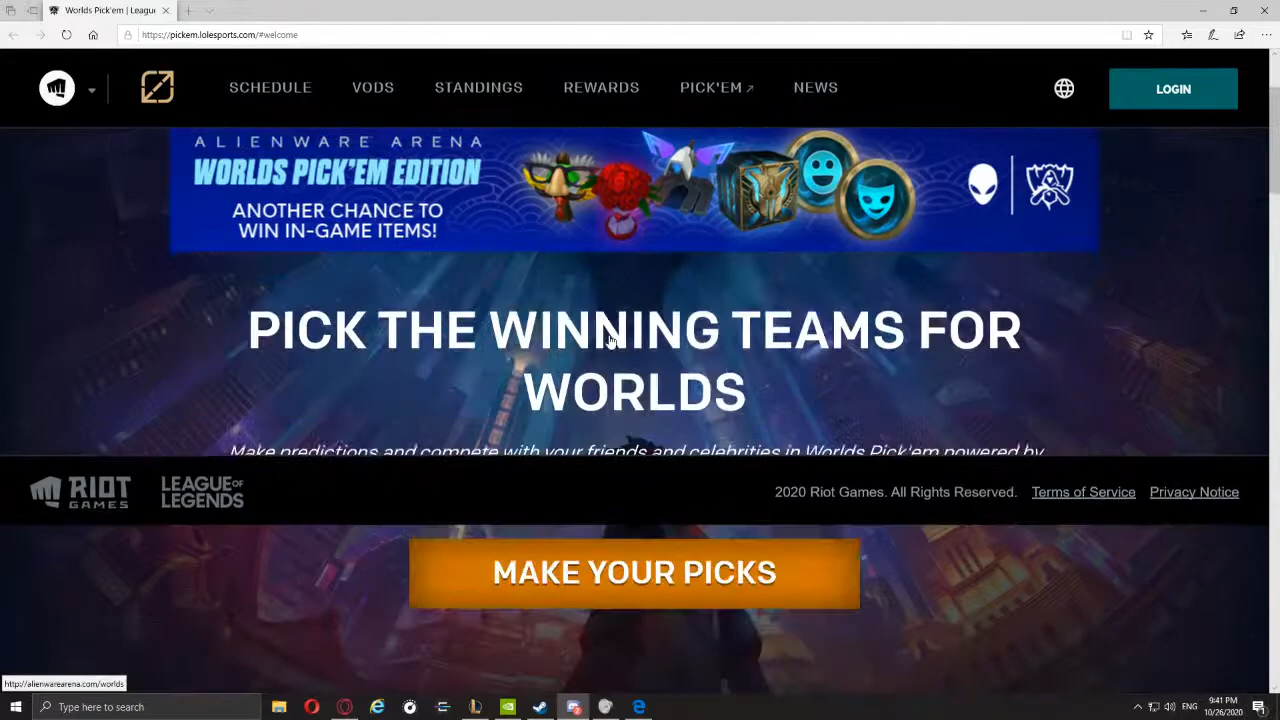 Worlds Pick'em | Leagu
https://pickem.lolesports.com/#welcome
SCHEDULE
VODS
STANDINGS
REWARDS
PICK'EM
NEWS
LOGIN
ALIENWARE ARENA
WORLDS PICK'EM EDITION
ANOTHER CHANCE TO
WIN IN-GAME ITEMS!
PICK THE WINNING TEAMS FOR
WORLDS
Make predictions and compete with your friends and celebrities in Worlds Pick'em powered by
RIOT
GAMES
LEAGUE OF
LEGENDS
2020 Riot Games. All Rights Reserved.
Terms of Service
Privacy Notice
MAKE YOUR PICKS
http://alienwarearena.com/worlds
Type here to search
ENG
9:41 PM
10/26/2020